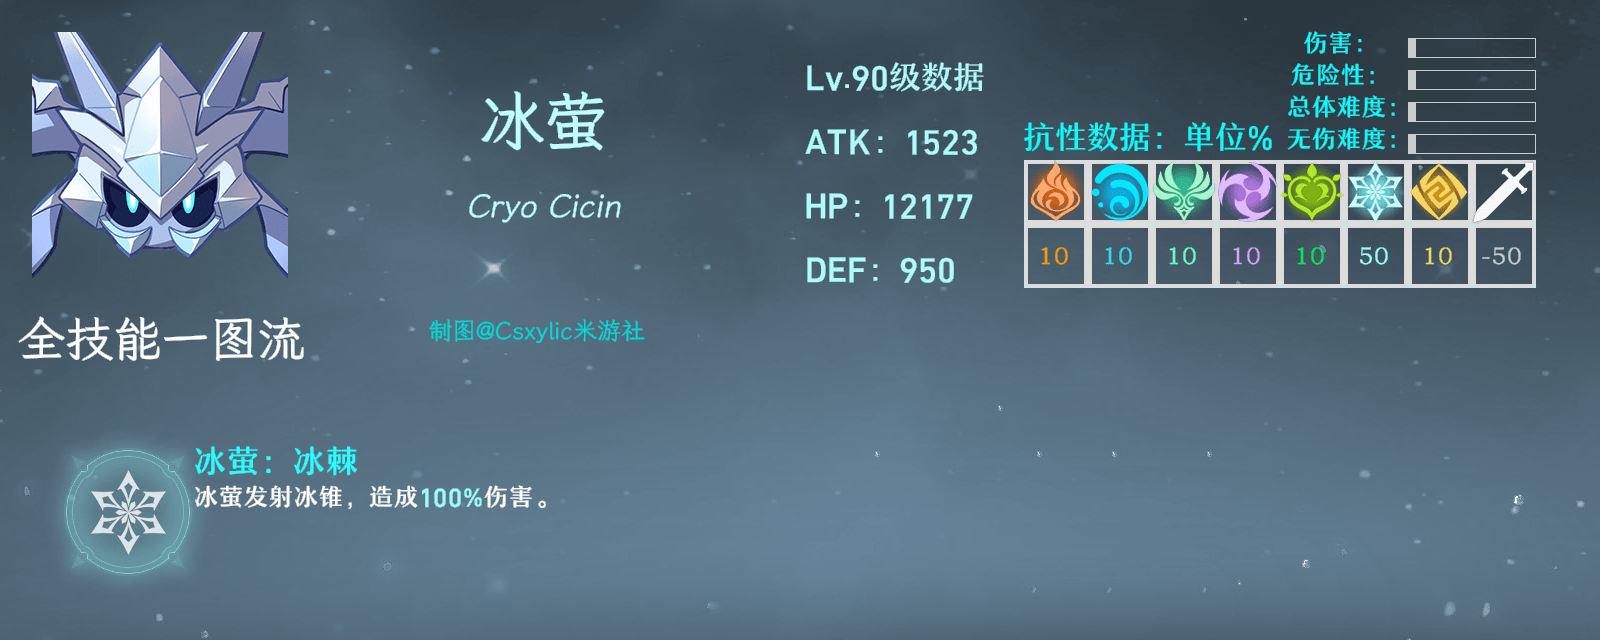 冰萤
Cryo Cicin
全技能一图流
制图@Csxylic米游社
Lv.90级数据
ATK：1523
HP：12177
DEF：950
伤害：
危险性：
总体难度：
无伤难度：
抗性数据：单位%
10 10 10 10 10 50 10 -50
冰萤：冰棘
冰萤发射冰锥，造成100%伤害。